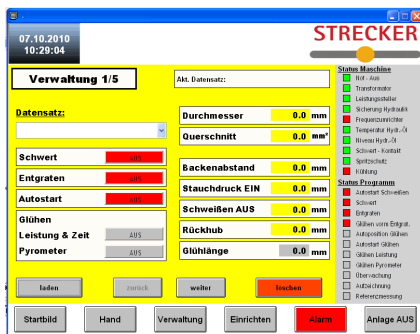 07.10.2010
10:29:04
STRECKER
Verwaltung 1/5
Akt. Datensatz:
Datensatz:
Schwert AUS
Entgraten AUS
Autostart AUS
Glühen
Leistung & Zeit AUS
Pyrometer AUS
Durchmesser 0.0 mm
Querschnitt 0.0 mm²
Backenabstand 0.0 mm
Stauchdruck EIN 0.0 mm
Schweißen AUS 0.0 mm
Rückhub 0.0 mm
Glühlänge 0.0 mm
laden
zurück
weiter
löschen
Status Maschine
Not - Aus
Transformator
Leistungssteller
Sicherung Hydraulik
Frequenzumrichter
Temperatur Hydr.-Öl
Niveau Hydr.-Öl
Schwert - Kontakt
Spritzschutz
Kühlung
Status Programm
Autostart Schweißen
Schwert
Entgraten
Glühen vorm Entgrat.
Autoposition Glühen
Autostart Glühen
Glühen Leistung
Glühen Pyrometer
Überwachung
Aufzeichnung
Referenzmessung
Startbild
Hand
Verwaltung
Einrichten
Alarm
Anlage AUS